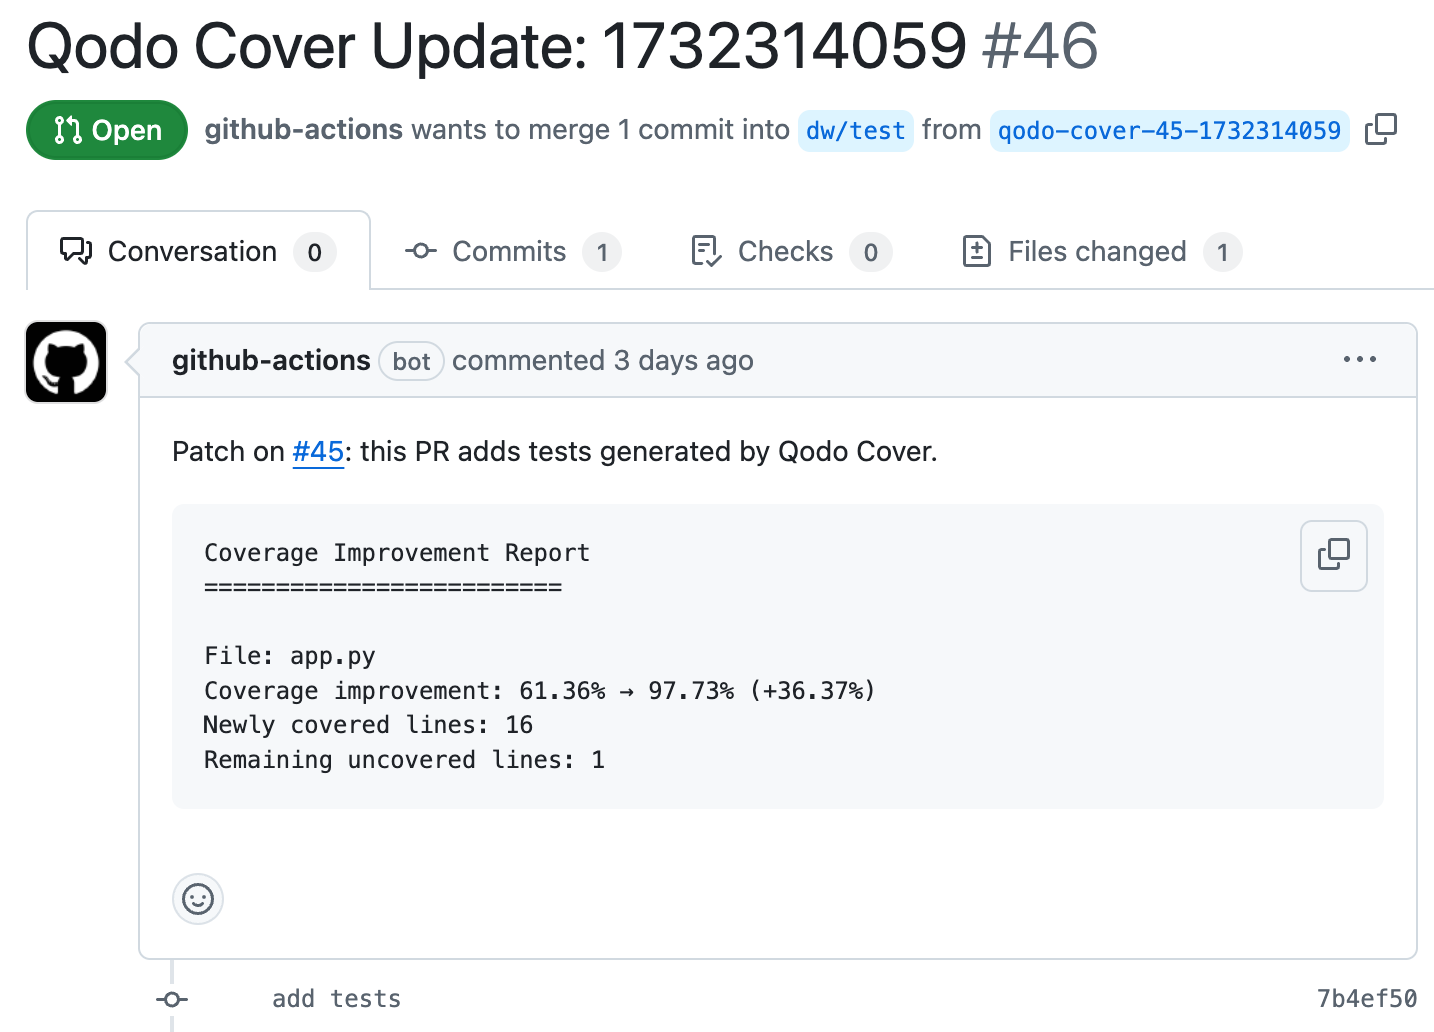 Qodo Cover Update: 1732314059 #46
Open github-actions wants to merge 1 commit into dw/test from qodo-cover-45-1732314059
Conversation 0 Commits 1 Checks 0 Files changed 1
github-actions bot commented 3 days ago
Patch on #45: this PR adds tests generated by Qodo Cover.
Coverage Improvement Report
=========================
File: app.py
Coverage improvement: 61.36% → 97.73% (+36.37%)
Newly covered lines: 16
Remaining uncovered lines: 1
add tests 7b4ef50